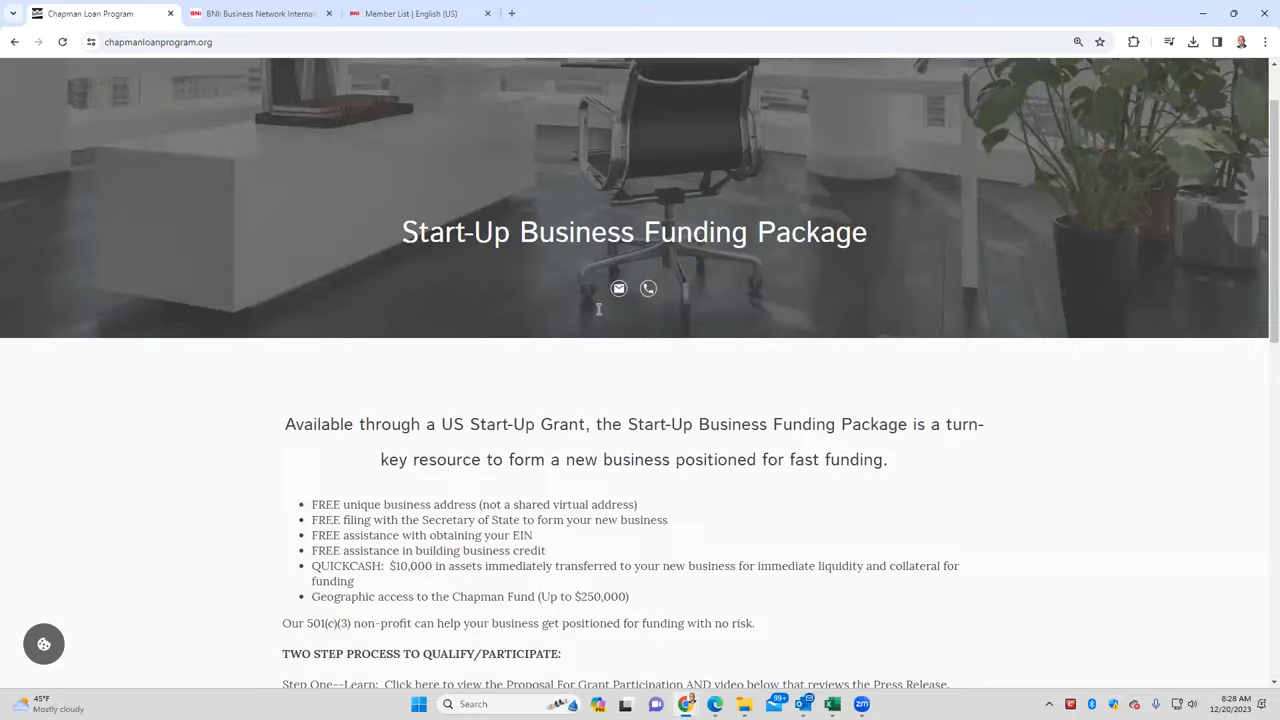 Chapman Loan Program
BNI: Business Network Internati
Member List | English (US)
chapmanloanprogram.org
Start-Up Business Funding Package
Available through a US Start-Up Grant, the Start-Up Business Funding Package is a turn-
key resource to form a new business positioned for fast funding.
• FREE unique business address (not a shared virtual address)
• FREE filing with the Secretary of State to form your new business
• FREE assistance with obtaining your EIN
• FREE assistance in building business credit
• QUICKCASH: $10,000 in assets immediately transferred to your new business for immediate liquidity and collateral for
funding
• Geographic access to the Chapman Fund (Up to $250,000)
Our 501(c)(3) non-profit can help your business get positioned for funding with no risk.
TWO STEP PROCESS TO QUALIFY/PARTICIPATE:
Step One--Learn: Click here to view the Proposal For Grant Participation AND video below that reviews the Press Release.
45°F
Mostly cloudy
Search
99+
zm
8:28 AM
12/20/2023